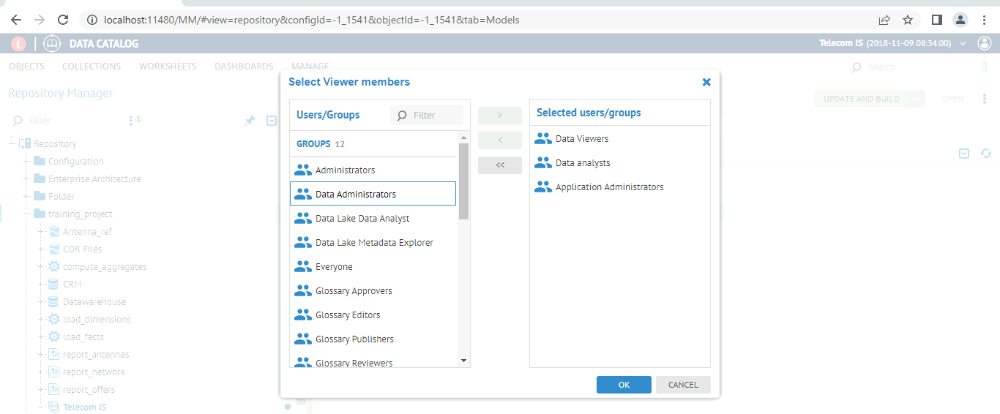 localhost:11480/MM/#view=repository&configId=-1_1541&objectId=-1_1541&tab=Models
t DATA CATALOG
Telecom IS (2018-11-09 08:34:00)
OBJECTS COLLECTIONS WORKSHEETS DASHBOARDS MANAGE
Search
Repository Manager
UPDATE AND BUILD OPEN
Filter
1
Repository
Configuration
Enterprise Architecture
Folder
training_project
Antenna_ref
CDR Files
compute_aggregates
CRM
Datawarehouse
load_dimensions
load_facts
report_antennas
report_network
report_offers
Telecom IS
Select Viewer members
Users/Groups
Filter
GROUPS 12
Administrators
Data Administrators
Data Lake Data Analyst
Data Lake Metadata Explorer
Everyone
Glossary Approvers
Glossary Editors
Glossary Publishers
Glossary Reviewers
>
<
<<
Selected users/groups
Data Viewers
Data analysts
Application Administrators
OK CANCEL